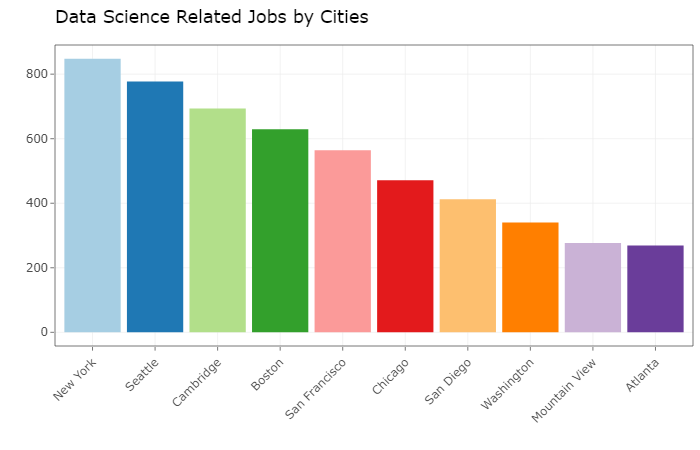 Data Science Related Jobs by Cities
800
600
400
200
0
New York
Seattle
Cambridge
Boston
San Francisco
Chicago
San Diego
Washington
Mountain View
Atlanta